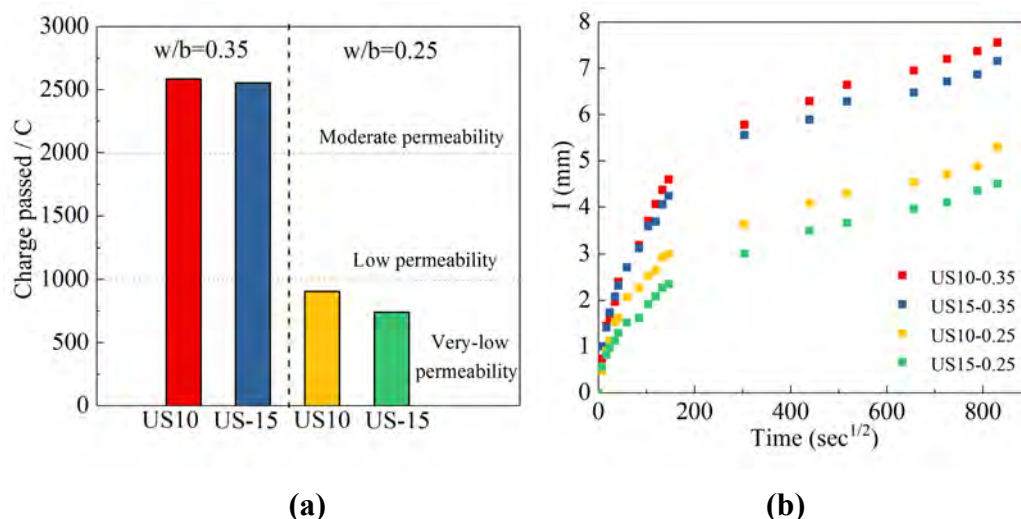 3000
2500
2000
1500
1000
500
0
Charge passed / C
w/b=0.35
w/b=0.25
Moderate permeability
Low permeability
Very-low
permeability
US10
US-15
US10
US-15
(a)
8
7
6
5
4
3
2
1
0
I (mm)
US10-0.35
US15-0.35
US10-0.25
US15-0.25
0
200
400
600
800
Time (sec^1/2)
(b)